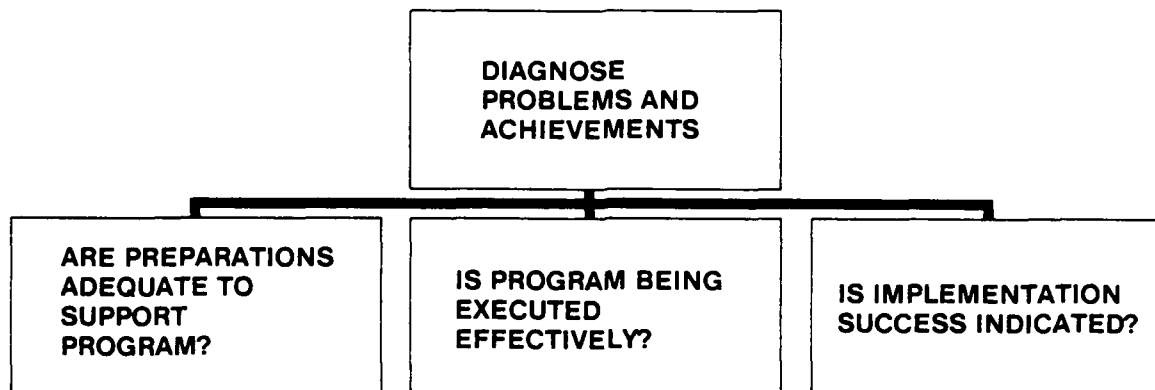 DIAGNOSE
PROBLEMS AND
ACHIEVEMENTS
ARE PREPARATIONS
ADEQUATE TO
SUPPORT
PROGRAM?
IS PROGRAM BEING
EXECUTED
EFFECTIVELY?
IS IMPLEMENTATION
SUCCESS INDICATED?